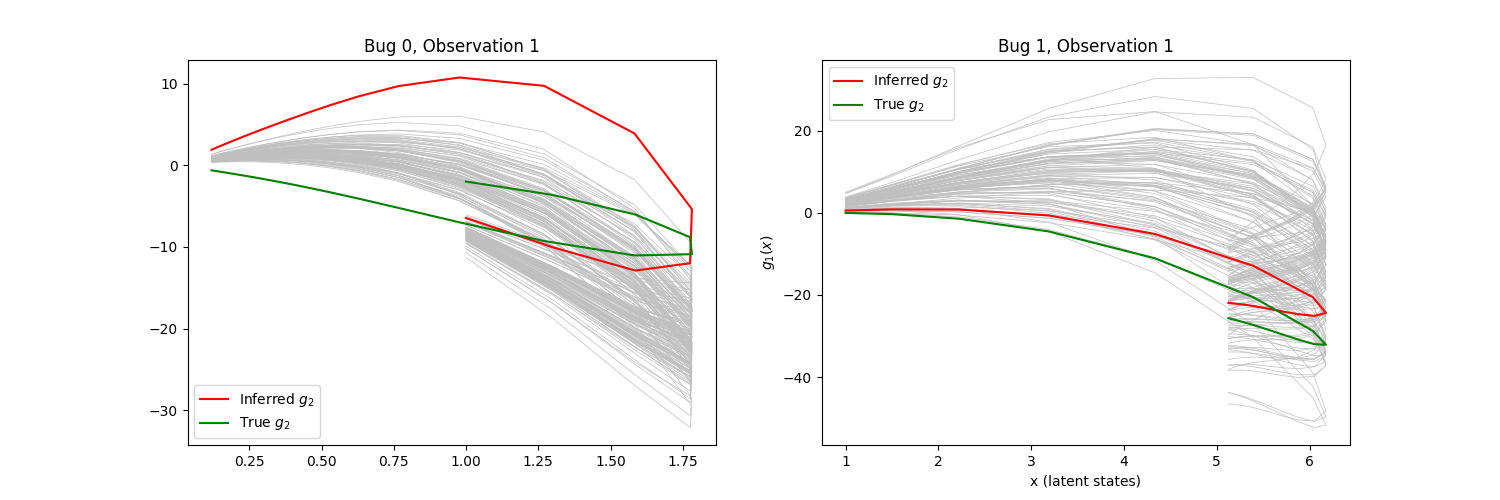 Bug 0, Observation 1
10
0
−10
−20
−30
0.25 0.50 0.75 1.00 1.25 1.50 1.75
Inferred g₂
True g₂
Bug 1, Observation 1
Inferred g₂
True g₂
20
0
−20
−40
g₁(x)
1 2 3 4 5 6
x (latent states)